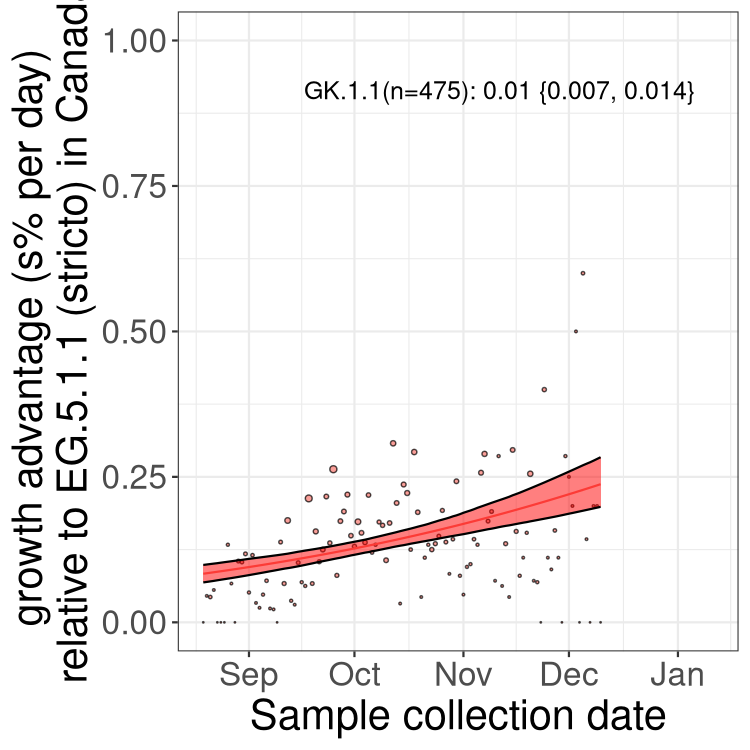 growth advantage (s% per day)
relative to EG.5.1.1 (stricto) in Canada
1.00
0.75
0.50
0.25
0.00
GK.1.1(n=475): 0.01 {0.007, 0.014}
Sep Oct Nov Dec Jan
Sample collection date